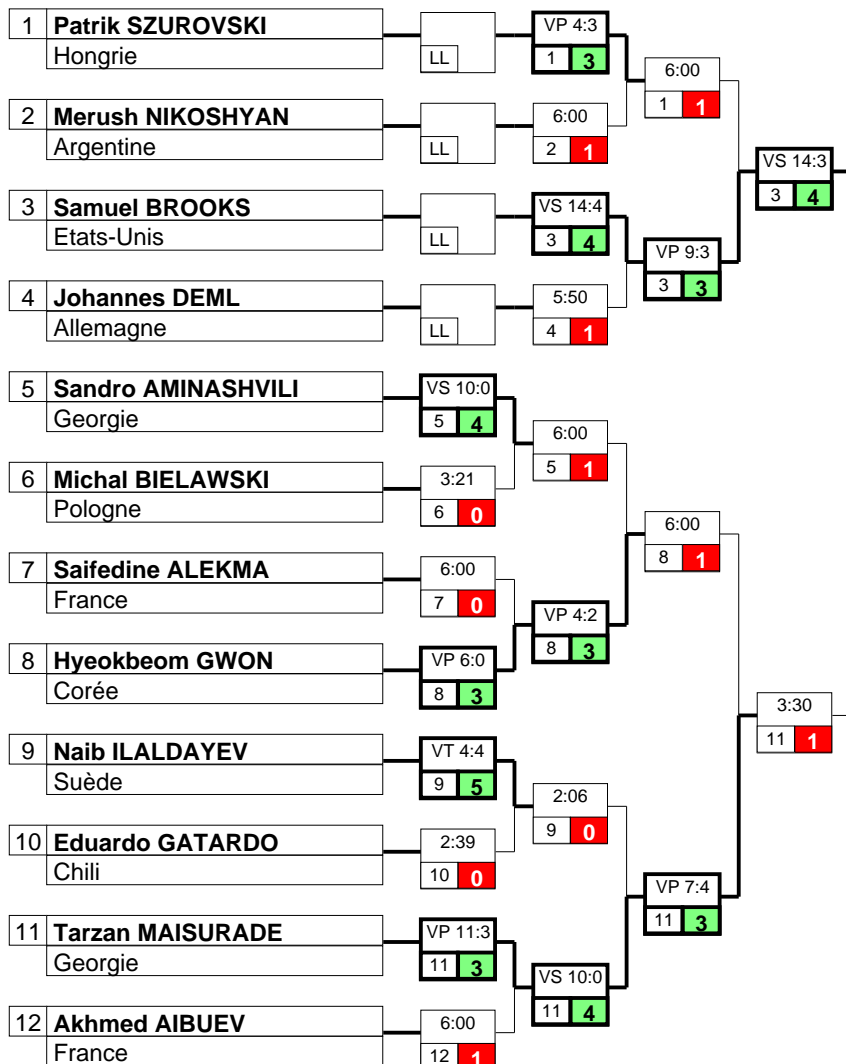 1 Patrik SZUROVSKI
Hongrie
LL
VP 4:3
1 3
6:00
1 1
2 Merush NIKOSHYAN
Argentine
LL
6:00
2 1
VS 14:3
3 4
3 Samuel BROOKS
Etats-Unis
LL
VS 14:4
3 4
VP 9:3
3 3
4 Johannes DEML
Allemagne
LL
5:50
4 1
5 Sandro AMINASHVILI
Georgie
VS 10:0
5 4
6:00
5 1
6 Michal BIELAWSKI
Pologne
3:21
6 0
6:00
8 1
7 Saifedine ALEKMA
France
6:00
7 0
VP 4:2
8 3
8 Hyeokbeom GWON
Corée
VP 6:0
8 3
3:30
11 1
9 Naib ILALDAYEV
Suède
VT 4:4
9 5
2:06
9 0
10 Eduardo GATARDO
Chili
2:39
10 0
VP 7:4
11 3
11 Tarzan MAISURADE
Georgie
VP 11:3
11 3
VS 10:0
11 4
12 Akhmed AIBUEV
France
6:00
12 1